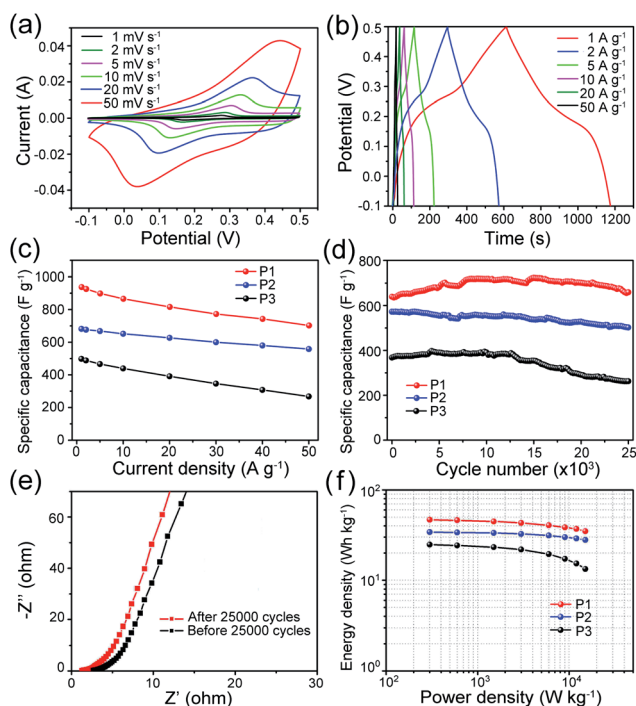 (a)
1 mV s⁻¹
2 mV s⁻¹
5 mV s⁻¹
10 mV s⁻¹
20 mV s⁻¹
50 mV s⁻¹
Current (A)
0.04
0.02
0.00
-0.02
-0.04
-0.1 0.0 0.1 0.2 0.3 0.4 0.5
Potential (V)
(b)
1 A g⁻¹
2 A g⁻¹
5 A g⁻¹
10 A g⁻¹
20 A g⁻¹
50 A g⁻¹
Potential (V)
0.5
0.4
0.3
0.2
0.1
0.0
-0.1
0 200 400 600 800 1000 1200
Time (s)
(c)
P1
P2
P3
Specific capacitance (F g⁻¹)
1000
800
600
400
200
0
0 10 20 30 40 50
Current density (A g⁻¹)
(d)
P1
P2
P3
Specific capacitance (F g⁻¹)
800
600
400
200
0
0 5 10 15 20 25
Cycle number (x10³)
(e)
After 25000 cycles
Before 25000 cycles
-Z'' (ohm)
60
40
20
0
0 10 20 30
Z' (ohm)
(f)
P1
P2
P3
Energy density (Wh kg⁻¹)
10²
10¹
10⁰
10² 10³ 10⁴
Power density (W kg⁻¹)